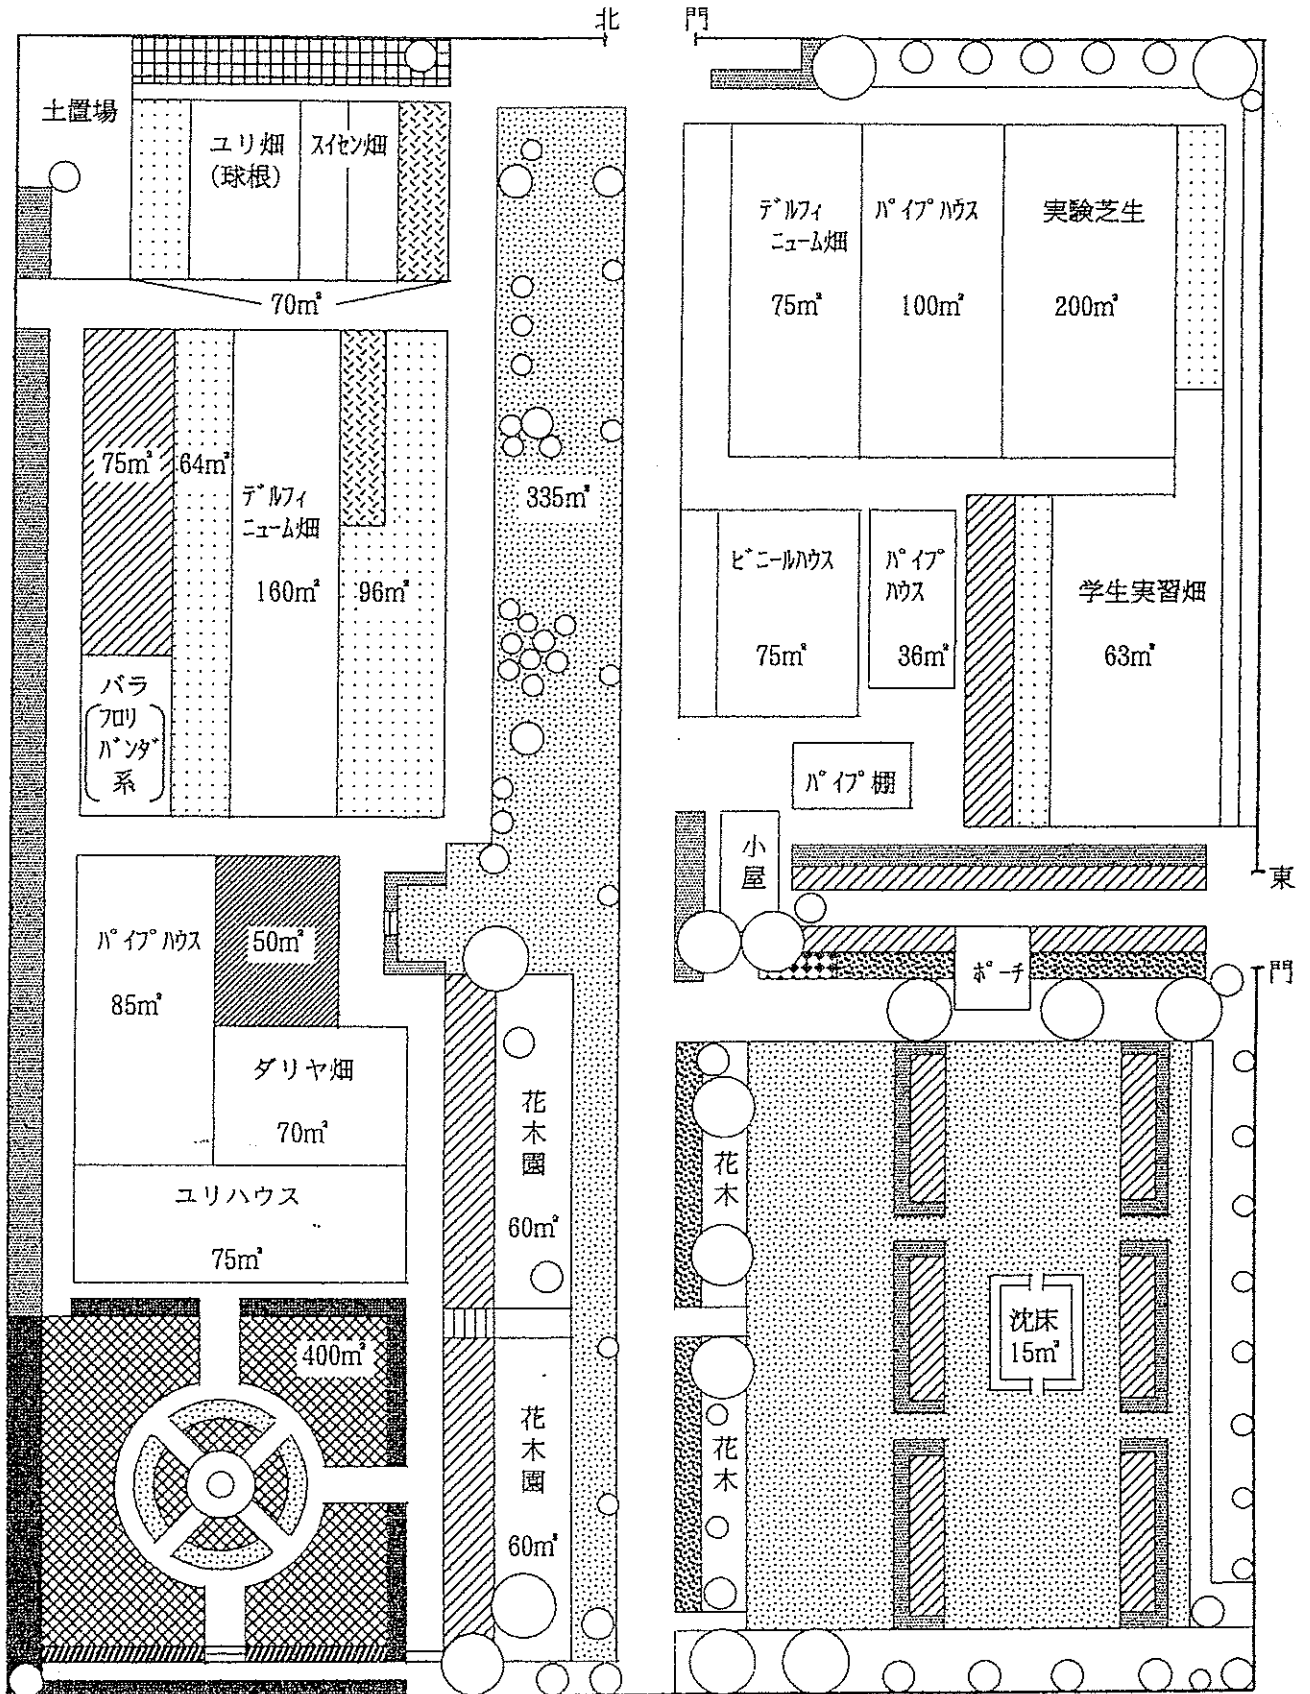 北 門
土置場
ユリ畑
(球根)
スイセン畑
70㎡
デルフィ
ニューム畑
75㎡
パイプハウス
100㎡
実験芝生
200㎡
75㎡
64㎡
デルフィ
ニューム畑
160㎡
96㎡
335㎡
バラ
フロリ
バンダ
系
ビニールハウス
75㎡
パイプ
ハウス
36㎡
学生実習畑
63㎡
パイプ棚
小屋
東
門
ポーチ
パイプハウス
85㎡
50㎡
ダリヤ畑
70㎡
ユリハウス
75㎡
花木園
60㎡
花木
400㎡
花木園
60㎡
花木
沈床
15㎡